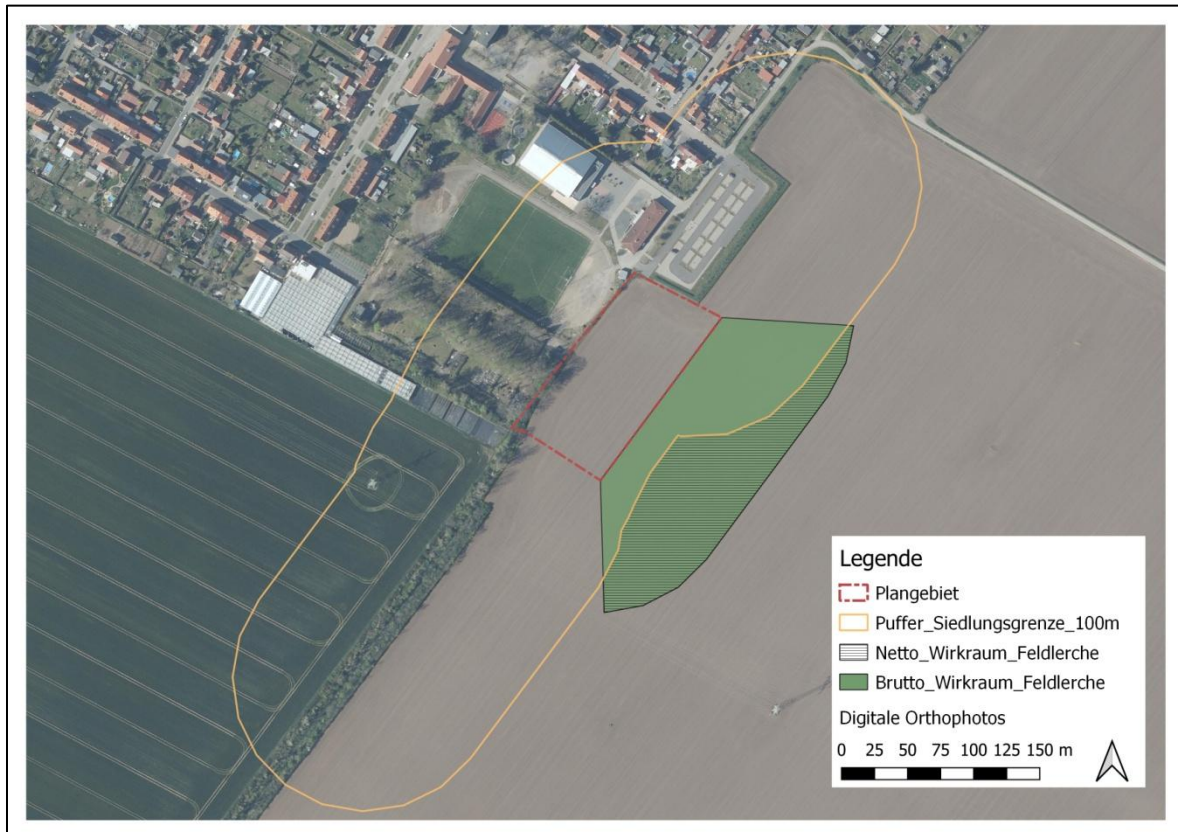 Legende
Plangebiet
Puffer_Siedlungsgrenze_100m
Netto_Wirkraum_Feldlerche
Brutto_Wirkraum_Feldlerche
Digitale Orthophotos
0 25 50 75 100 125 150 m